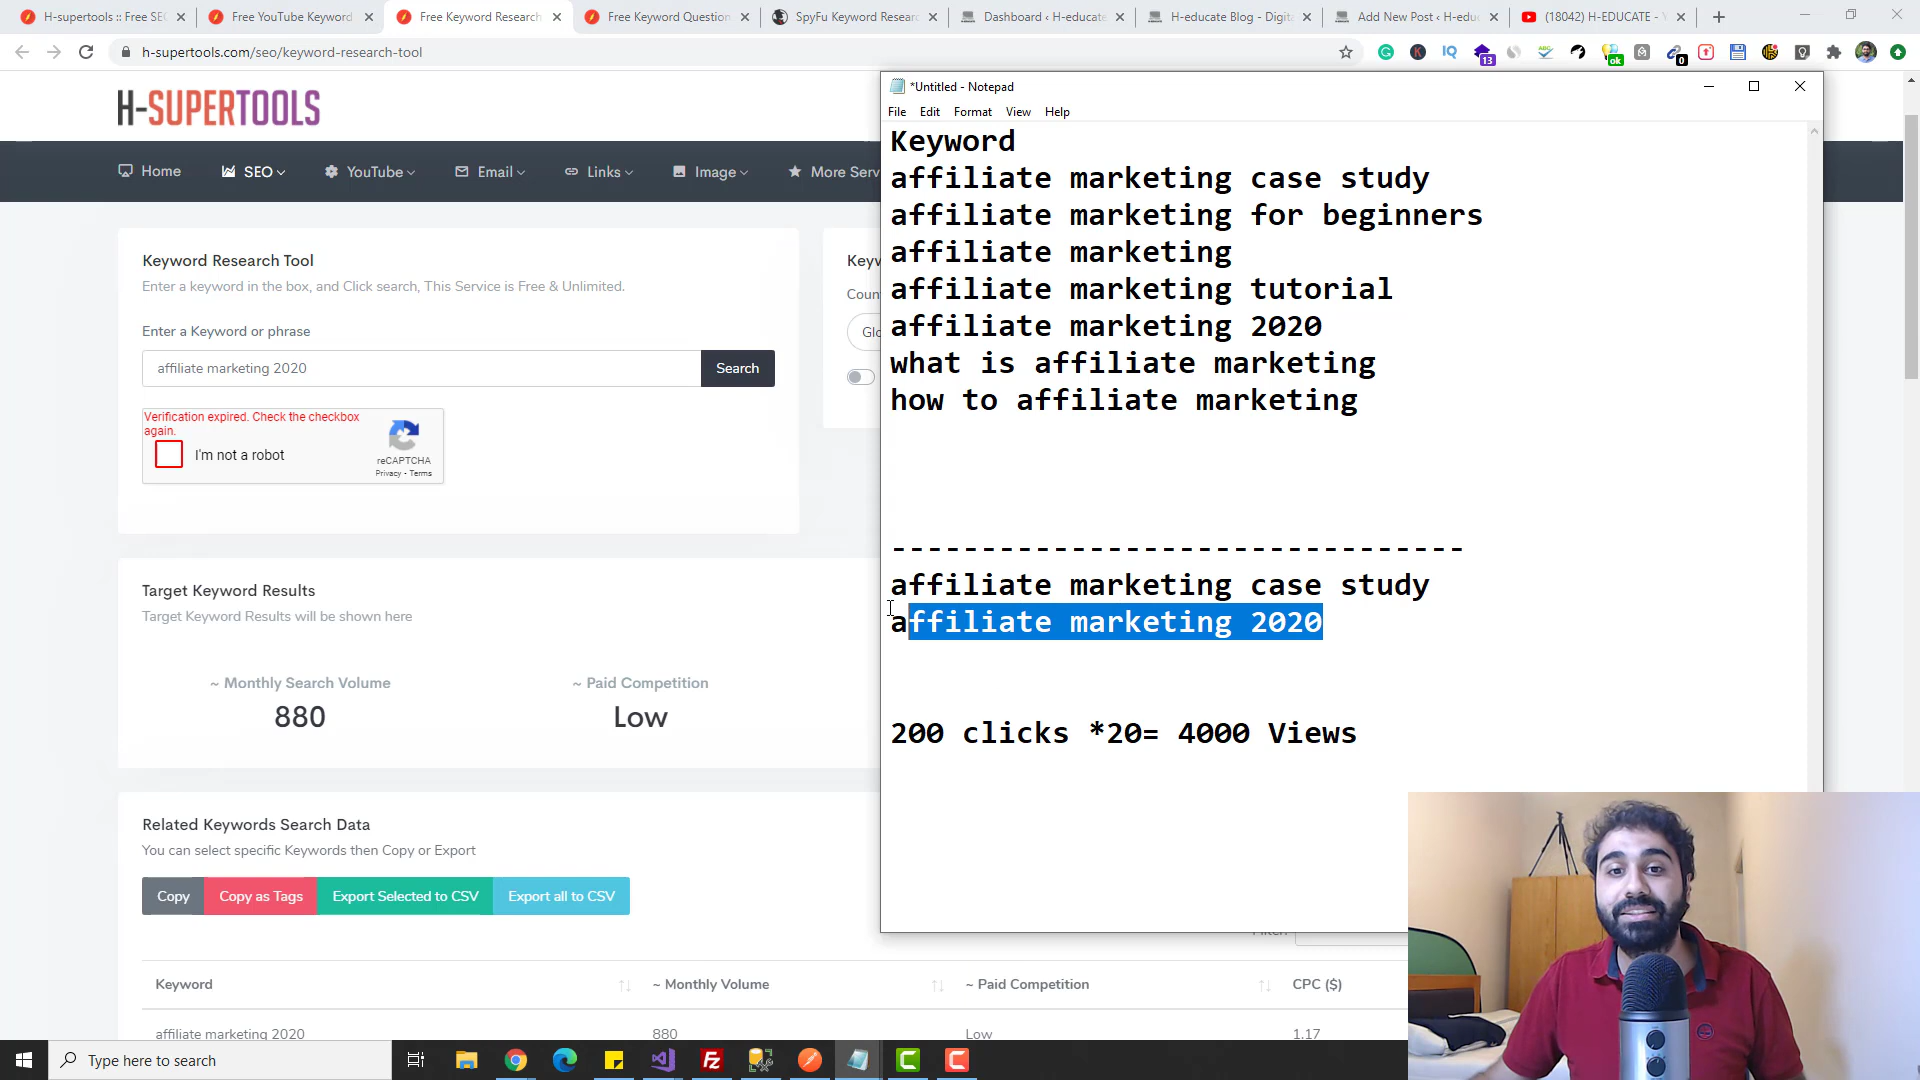 H-supertools :: Free SE
Free YouTube Keyword
Free Keyword Research
Free Keyword Question
SpyFu Keyword Resear
Dashboard ‹ H-educate
H-educate Blog - Digit
Add New Post ‹ H-edu
(18042) H-EDUCATE -
h-supertools.com/seo/keyword-research-tool
IQ
13
ok
0
H-SUPERTOOLS
Home
SEO
YouTube
Email
Links
Image
More Serv
Keyword Research Tool
Enter a keyword in the box, and Click search, This Service is Free & Unlimited.
Enter a Keyword or phrase
affiliate marketing 2020
Search
Verification expired. Check the checkbox
again.
I'm not a robot
reCAPTCHA
Privacy - Terms
Keyw
Coun
Glo
Target Keyword Results
Target Keyword Results will be shown here
~ Monthly Search Volume
880
~ Paid Competition
Low
Related Keywords Search Data
You can select specific Keywords then Copy or Export
Copy
Copy as Tags
Export Selected to CSV
Export all to CSV
Keyword
~ Monthly Volume
~ Paid Competition
CPC ($)
affiliate marketing 2020
880
Low
1.17
*Untitled - Notepad
File
Edit
Format
View
Help
Keyword
affiliate marketing case study
affiliate marketing for beginners
affiliate marketing
affiliate marketing tutorial
affiliate marketing 2020
what is affiliate marketing
how to affiliate marketing
--------------------------------
affiliate marketing case study
affiliate marketing 2020
200 clicks *20= 4000 Views
Type here to search